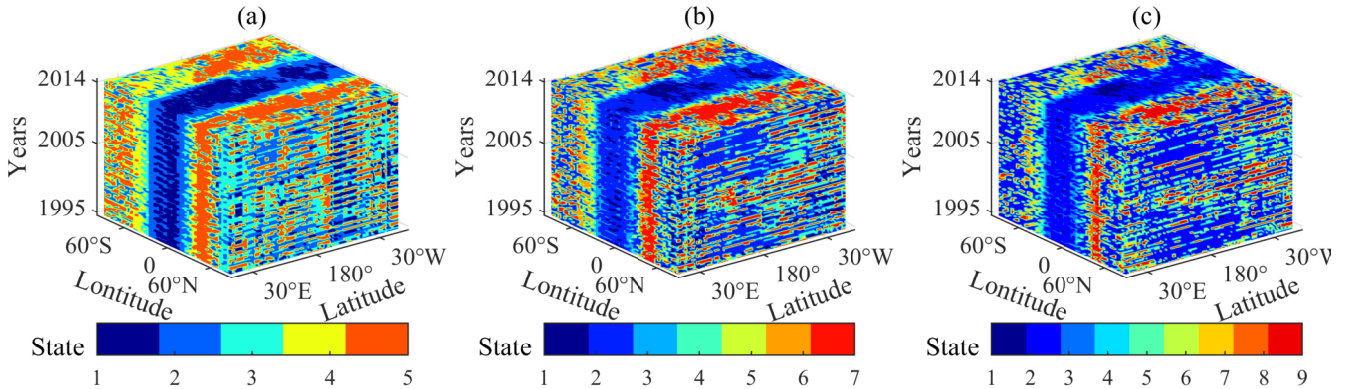 (a)
2014
2005
1995
Years
60°S
0
60°N
Lontitude
30°E
180°
30°W
Latitude
State
1 2 3 4 5
(b)
2014
2005
1995
Years
60°S
0
60°N
Lontitude
30°E
180°
30°W
Latitude
State
1 2 3 4 5 6 7
(c)
2014
2005
1995
Years
60°S
0
60°N
Lontitude
30°E
180°
30°W
Latitude
State
1 2 3 4 5 6 7 8 9